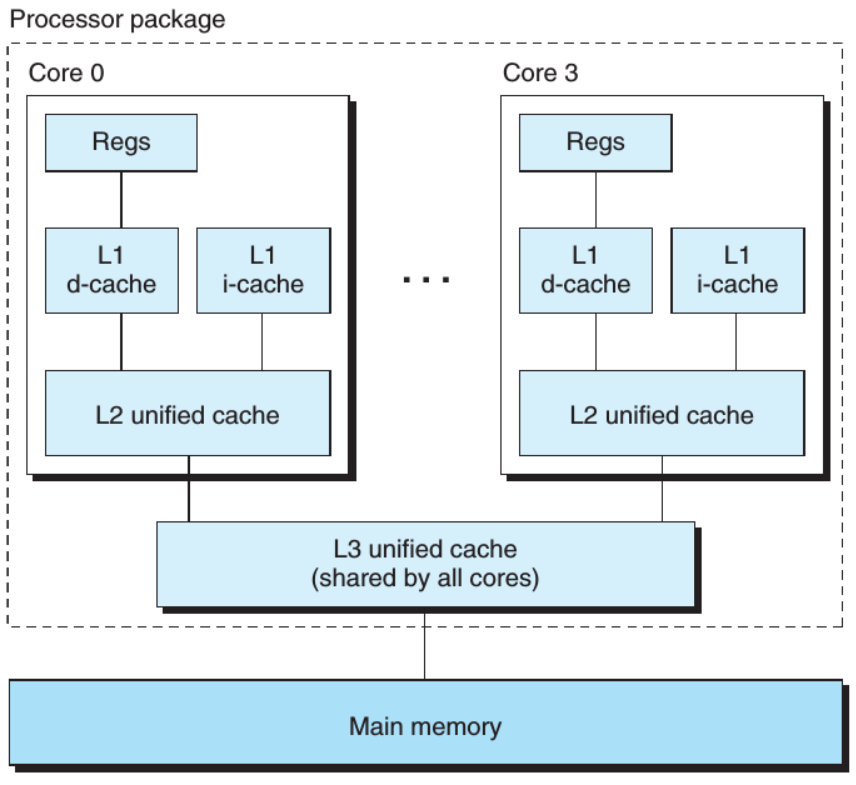 Processor package
Core 0
Regs
L1
d-cache
L1
i-cache
L2 unified cache
. . .
Core 3
Regs
L1
d-cache
L1
i-cache
L2 unified cache
L3 unified cache
(shared by all cores)
Main memory